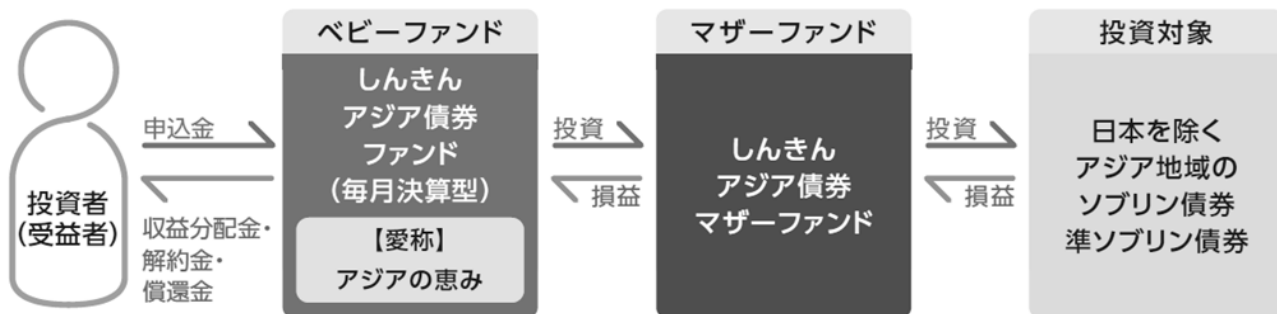 投資者
(受益者)
申込金
収益分配金・
解約金・
償還金
ベビーファンド
しんきん
アジア債券
ファンド
(毎月決算型)
【愛称】
アジアの恵み
投資
損益
マザーファンド
しんきん
アジア債券
マザーファンド
投資
損益
投資対象
日本を除く
アジア地域の
ソブリン債券
準ソブリン債券